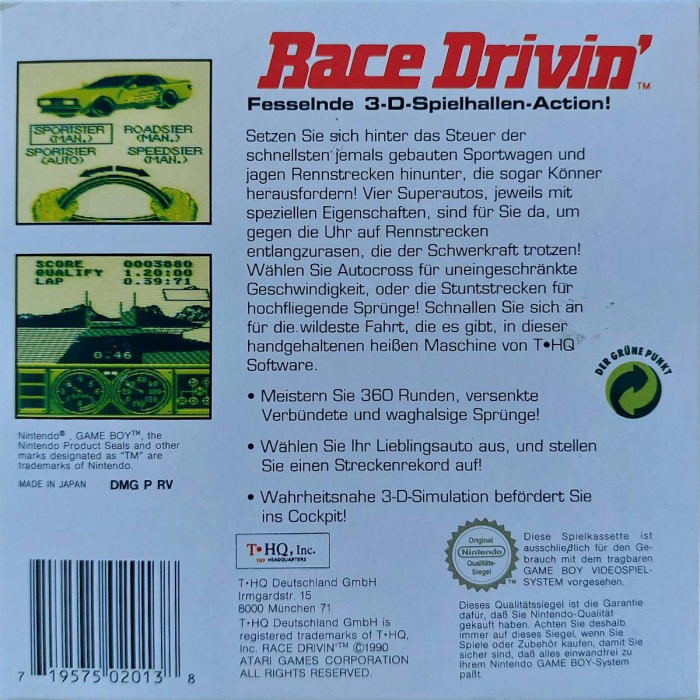 Race Drivin'™
Fesselnde 3-D-Spielhallen-Action!
SPORTSTER (MAN.)
ROADSTER (MAN.)
SPORTSTER (AUTO)
SPEEDSTER (MAN.)
Setzen Sie sich hinter das Steuer der
schnellsten jemals gebauten Sportwagen und
jagen Rennstrecken hinunter, die sogar Könner
herausfordern! Vier Superautos, jeweils mit
speziellen Eigenschaften, sind für Sie da, um
gegen die Uhr auf Rennstrecken
entlangzurasen, die der Schwerkraft trotzen!
Wählen Sie Autocross für uneingeschränkte
Geschwindigkeit, oder die Stuntstrecken für
hochfliegende Sprünge! Schnallen Sie sich an
für die wildeste Fahrt, die es gibt, in dieser
handgehaltenen heißen Maschine von T•HQ
Software.
SCORE 0003880
QUALIFY 1.20:00
LAP 0.39:71
0.46
DER GRÜNE PUNKT
• Meistern Sie 360 Runden, versenkte
Verbündete und waghalsige Sprünge!
• Wählen Sie Ihr Lieblingsauto aus, und stellen
Sie einen Streckenrekord auf!
• Wahrheitsnahe 3-D-Simulation befördert Sie
ins Cockpit!
Nintendo®, GAME BOY™, the
Nintendo Product Seals and other
marks designated as "TM" are
trademarks of Nintendo.
MADE IN JAPAN DMG P RV
T•HQ, Inc.
TOY HEADQUARTERS
T•HQ Deutschland GmbH
Irmgardstr. 15
8000 München 71
T•HQ Deutschland GmbH is
registered trademarks of T•HQ,
Inc. RACE DRIVIN'™ ©1990
ATARI GAMES CORPORATION
ALL RIGHTS RESERVED.
Original
Nintendo
Qualitäts-
Siegel
TM
Diese Spielkassette ist
ausschließlich für den Ge-
brauch mit dem tragbaren
GAME BOY VIDEOSPIEL-
SYSTEM vorgesehen.
Dieses Qualitätssiegel ist die Garantie
dafür, daß Sie Nintendo-Qualität
gekauft haben. Achten Sie deshalb
immer auf dieses Siegel, wenn Sie
Spiele oder Zubehör kaufen, damit Sie
sicher sind, daß alles einwandfrei zu
Ihrem Nintendo GAME BOY-System
paßt.
7 19575 02013 8